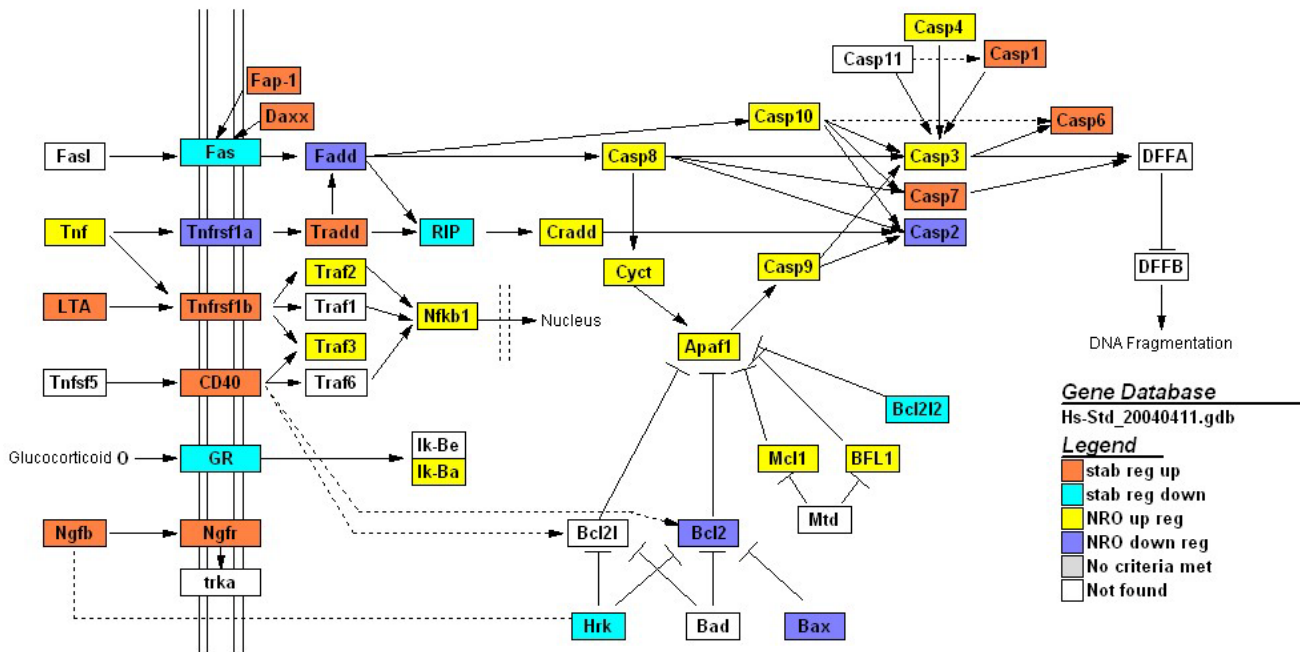 Casp4
Casp11
Casp1
Fap-1
Daxx
Casp10
Casp6
Fasl
Fas
Fadd
Casp8
Casp3
DFFA
Casp7
Tnf
Tnfrsf1a
Tradd
RIP
Cradd
Casp2
Traf2
Cyct
Casp9
DFFB
LTA
Tnfrsf1b
Traf1
Nfkb1
Nucleus
Traf3
Apaf1
DNA Fragmentation
Tnfsf5
CD40
Traf6
Bcl2l2
Gene Database
Hs-Std_20040411.gdb
Legend
Ik-Be
Glucocorticoid
GR
Ik-Ba
Mcl1
BFL1
stab reg up
stab reg down
NRO up reg
Mtd
Ngfb
Ngfr
Bcl2l
Bcl2
NRO down reg
No criteria met
Not found
trka
Hrk
Bad
Bax